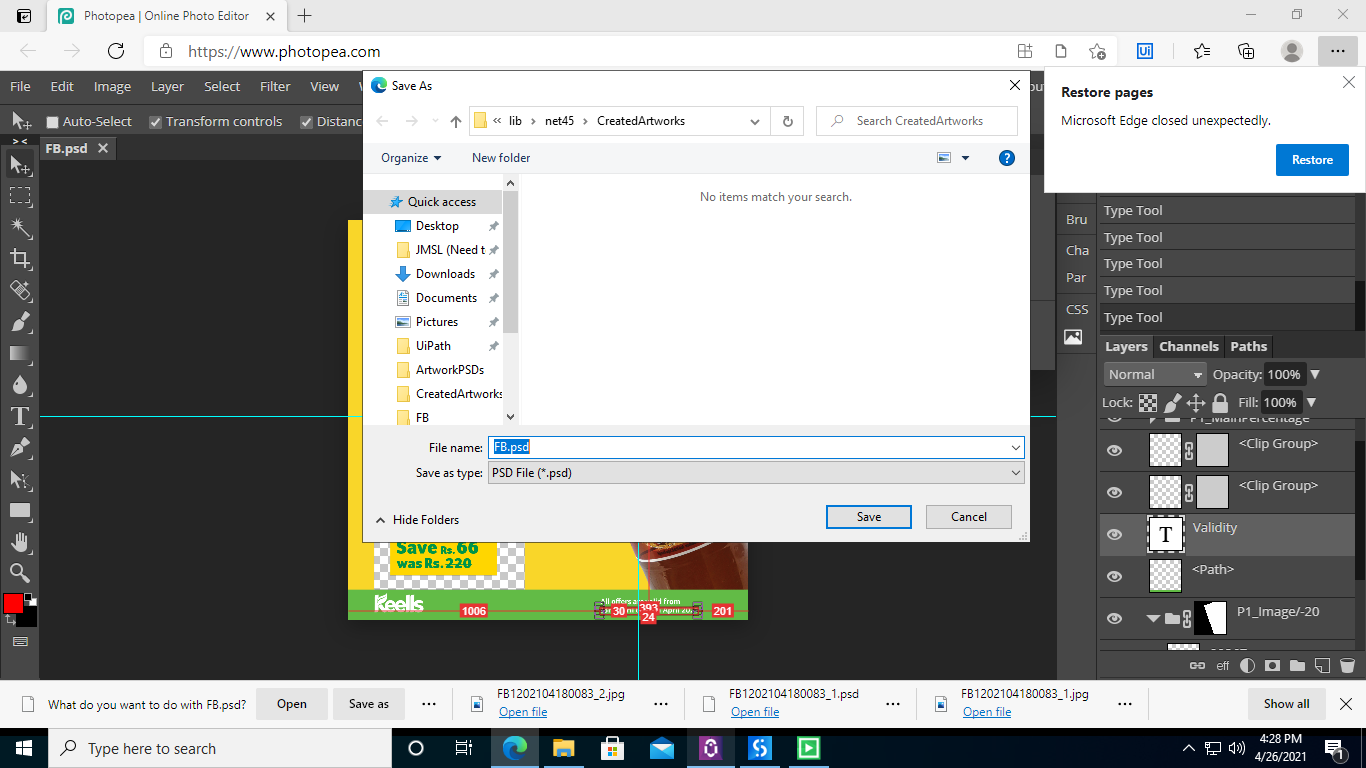 Photopea | Online Photo Editor
https://www.photopea.com
Ui
File Edit Image Layer Select Filter View
Auto-Select Transform controls Distanc
FB.psd
Restore pages
Microsoft Edge closed unexpectedly.
Restore
Save As
« lib › net45 › CreatedArtworks
Search CreatedArtworks
Organize
New folder
Quick access
Desktop
JMSL (Need t
Downloads
Documents
Pictures
UiPath
ArtworkPSDs
CreatedArtworks
FB
No items match your search.
File name: FB.psd
Save as type: PSD File (*.psd)
Hide Folders
Save
Cancel
Bru
Cha
Par
CSS
Type Tool
Type Tool
Type Tool
Type Tool
Type Tool
Layers Channels Paths
Normal Opacity: 100%
Lock: Fill: 100%
P1_MainPercentage
<Clip Group>
<Clip Group>
T Validity
<Path>
P1_Image/-20
eff
Save Rs. 66
was Rs. 220
Keells
All offers are valid from
April
1006
30
393
24
201
What do you want to do with FB.psd?
Open
Save as
FB1202104180083_2.jpg
Open file
FB1202104180083_1.psd
Open file
FB1202104180083_1.jpg
Open file
Show all
Type here to search
4:28 PM
4/26/2021
1